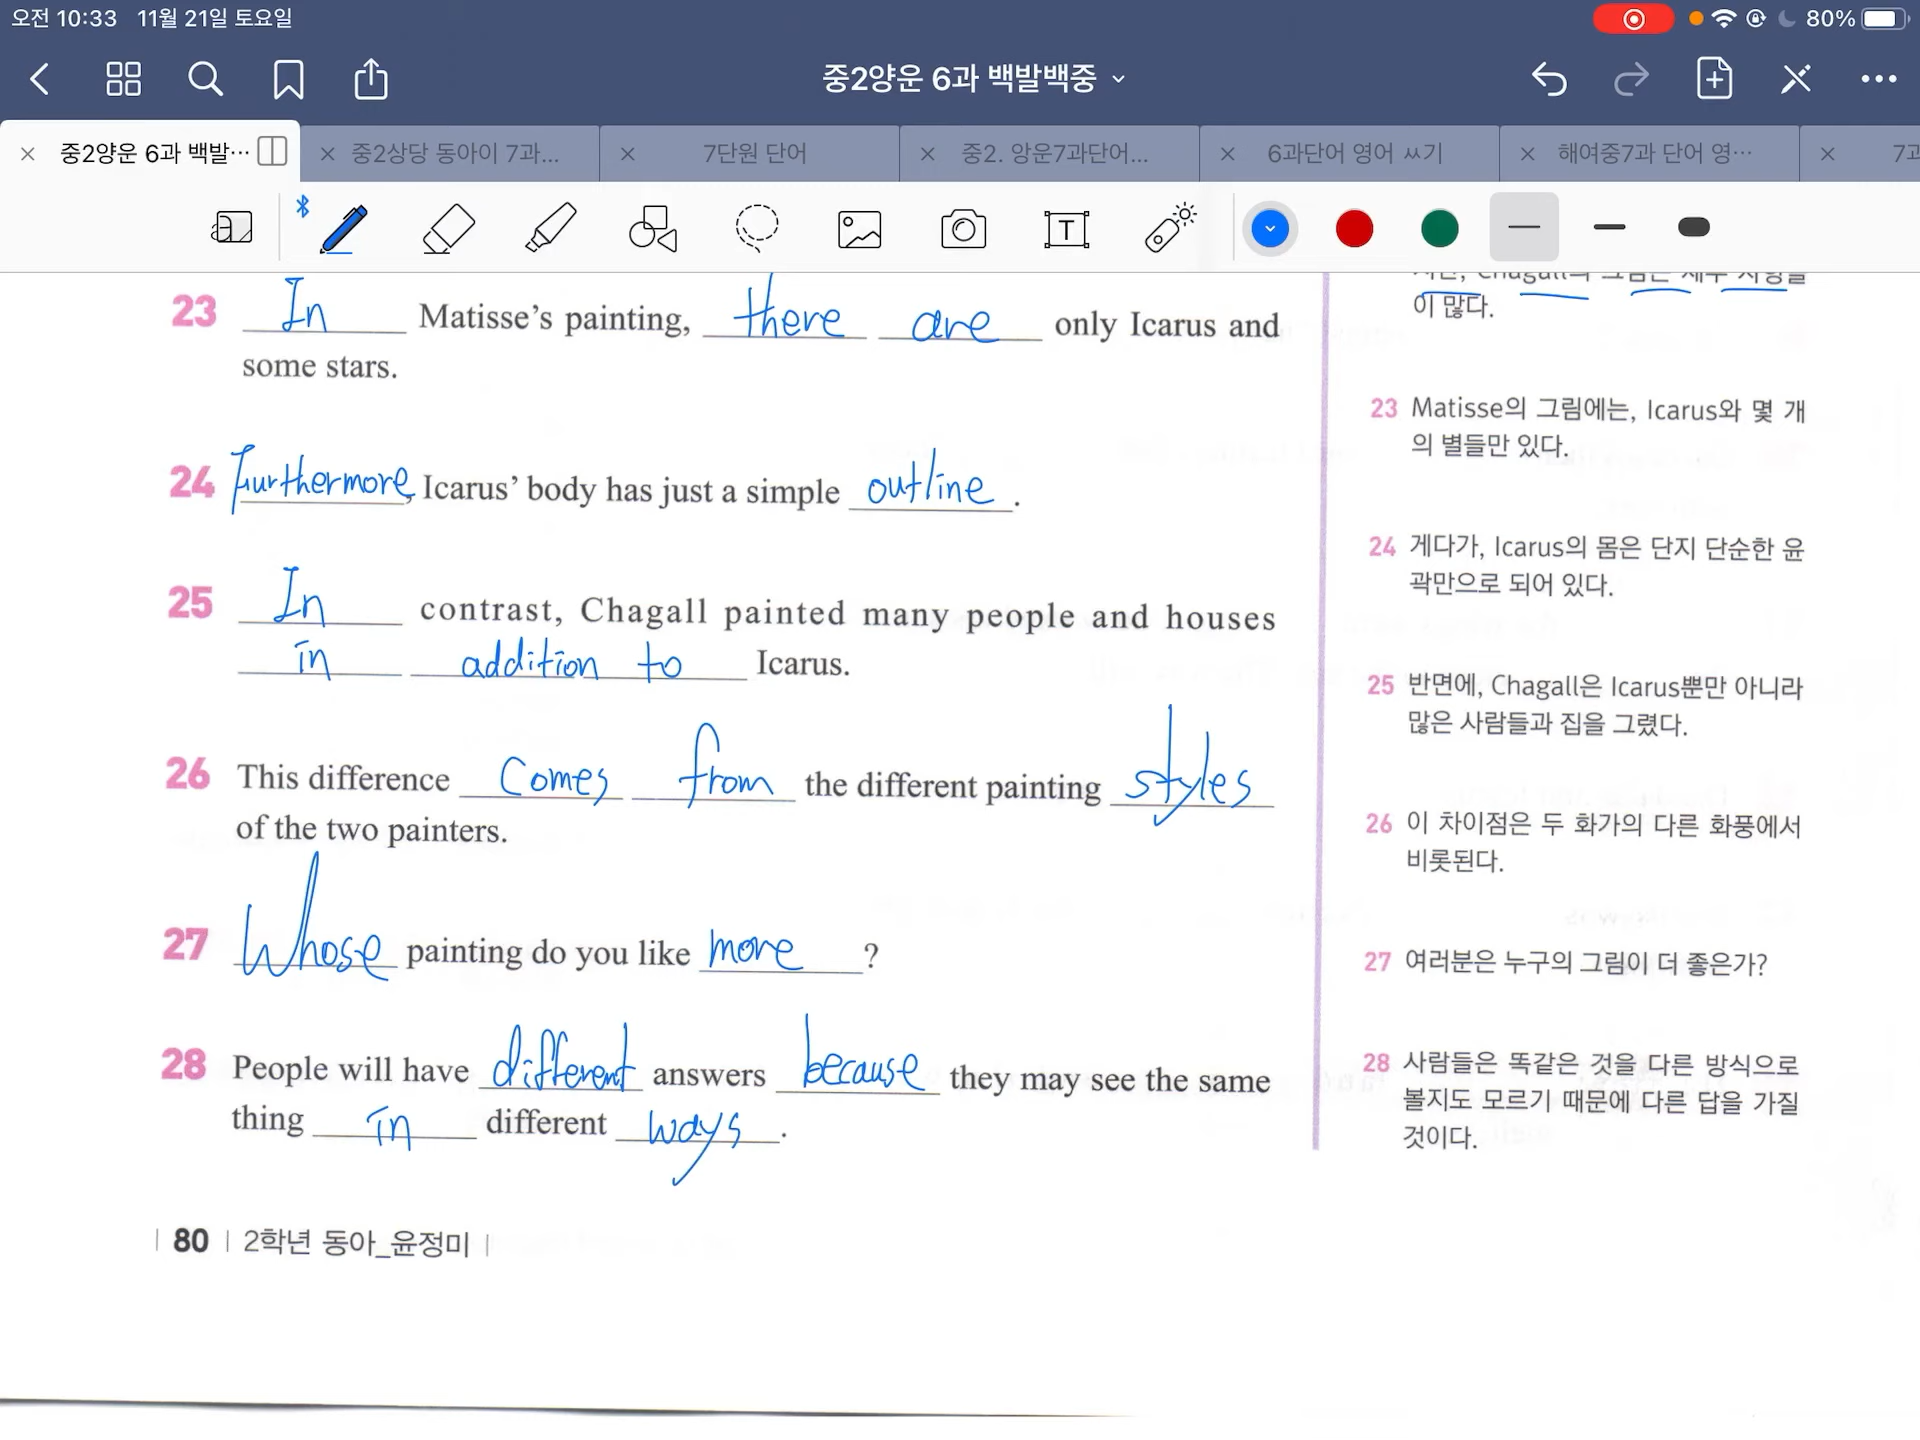 오전 10:33 11월 21일 토요일 80%
중2양운 6과 백발백중
중2양운 6과 백발… 중2상당 동아이 7과... 7단원 단어 중2. 앙운7과단어... 6과단어 영어 ㅆ기 해여중7과 단어 영… 7과
23 In Matisse's painting, there are only Icarus and
some stars.
24 Furthermore, Icarus' body has just a simple outline.
25 In contrast, Chagall painted many people and houses
in addition to Icarus.
26 This difference comes from the different painting styles
of the two painters.
27 Whose painting do you like more ?
28 People will have different answers because they may see the same
thing in different ways.
이 많다.
23 Matisse의 그림에는, Icarus와 몇 개
의 별들만 있다.
24 게다가, Icarus의 몸은 단지 단순한 윤
곽만으로 되어 있다.
25 반면에, Chagall은 Icarus뿐만 아니라
많은 사람들과 집을 그렸다.
26 이 차이점은 두 화가의 다른 화풍에서
비롯된다.
27 여러분은 누구의 그림이 더 좋은가?
28 사람들은 똑같은 것을 다른 방식으로
볼지도 모르기 때문에 다른 답을 가질
것이다.
| 80 | 2학년 동아_윤정미 |